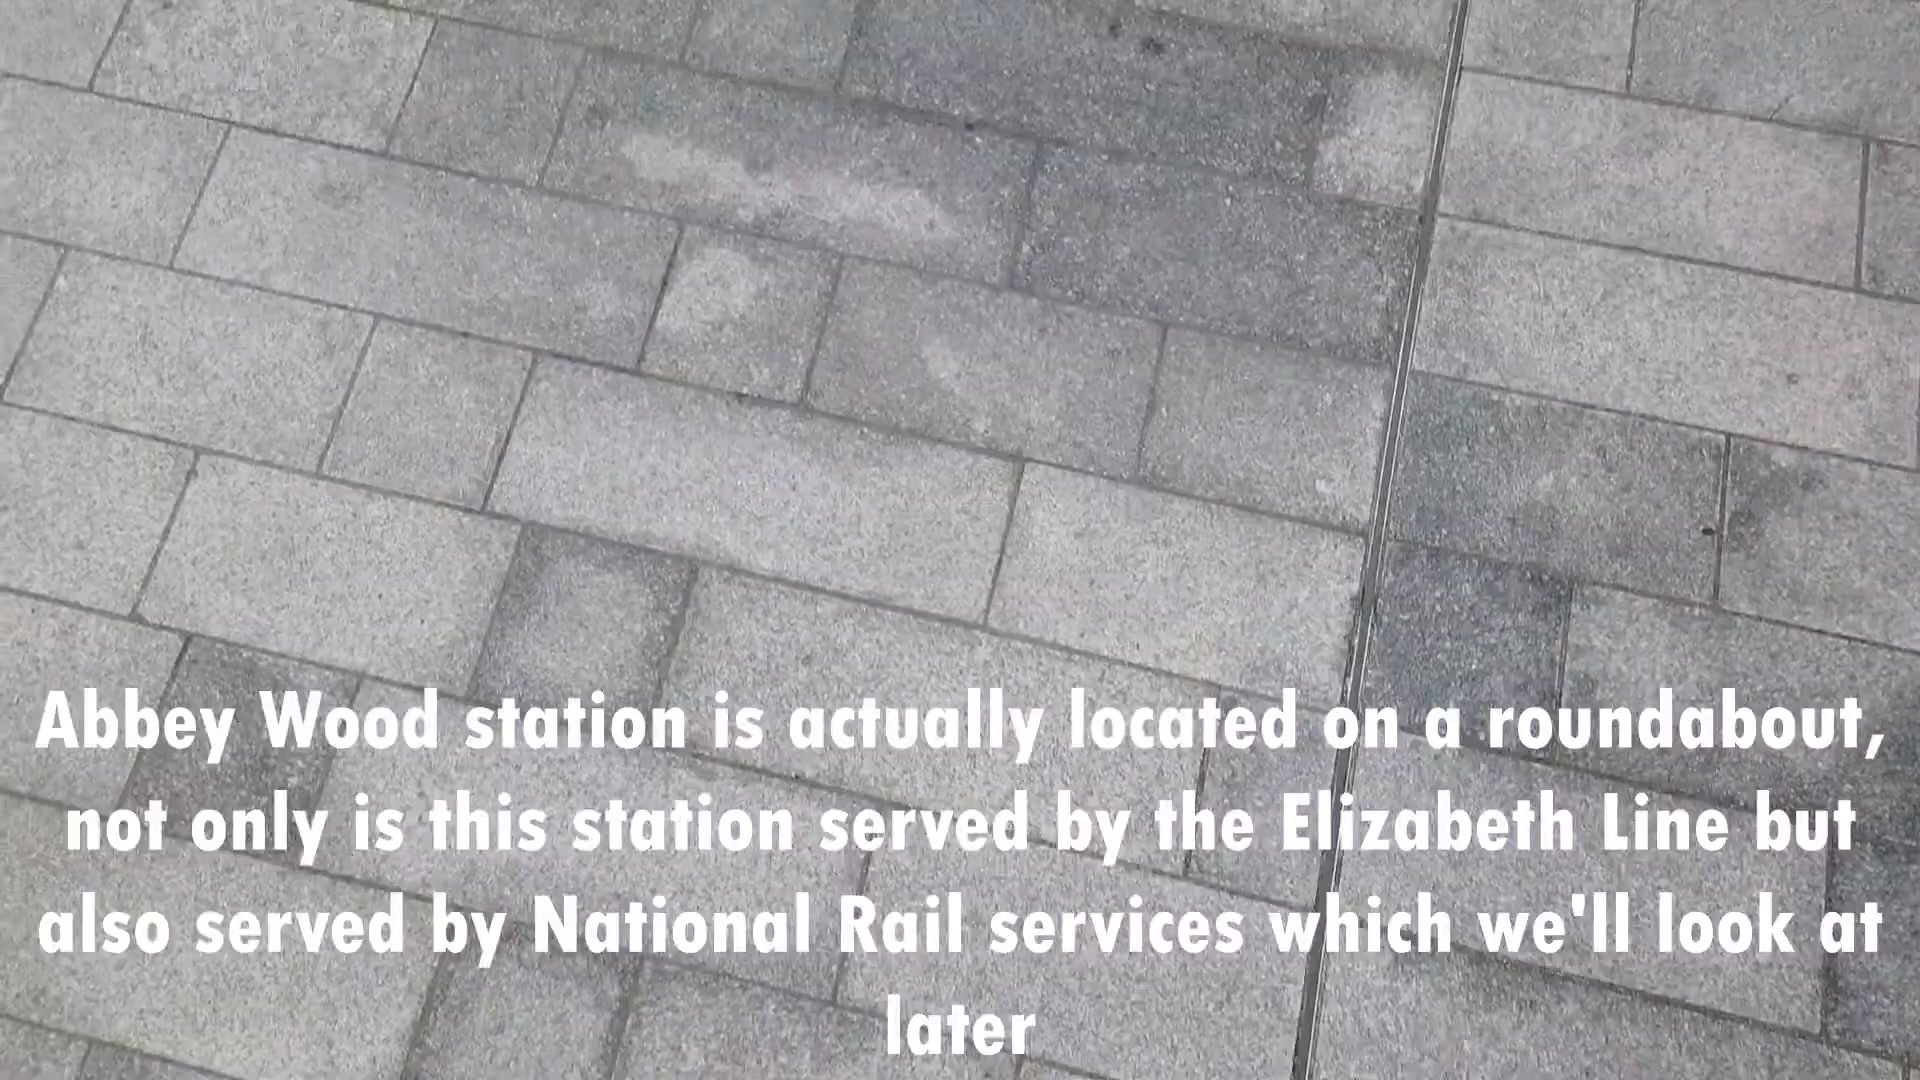 Abbey Wood station is actually located on a roundabout,
not only is this station served by the Elizabeth Line but
also served by National Rail services which we'll look at
later